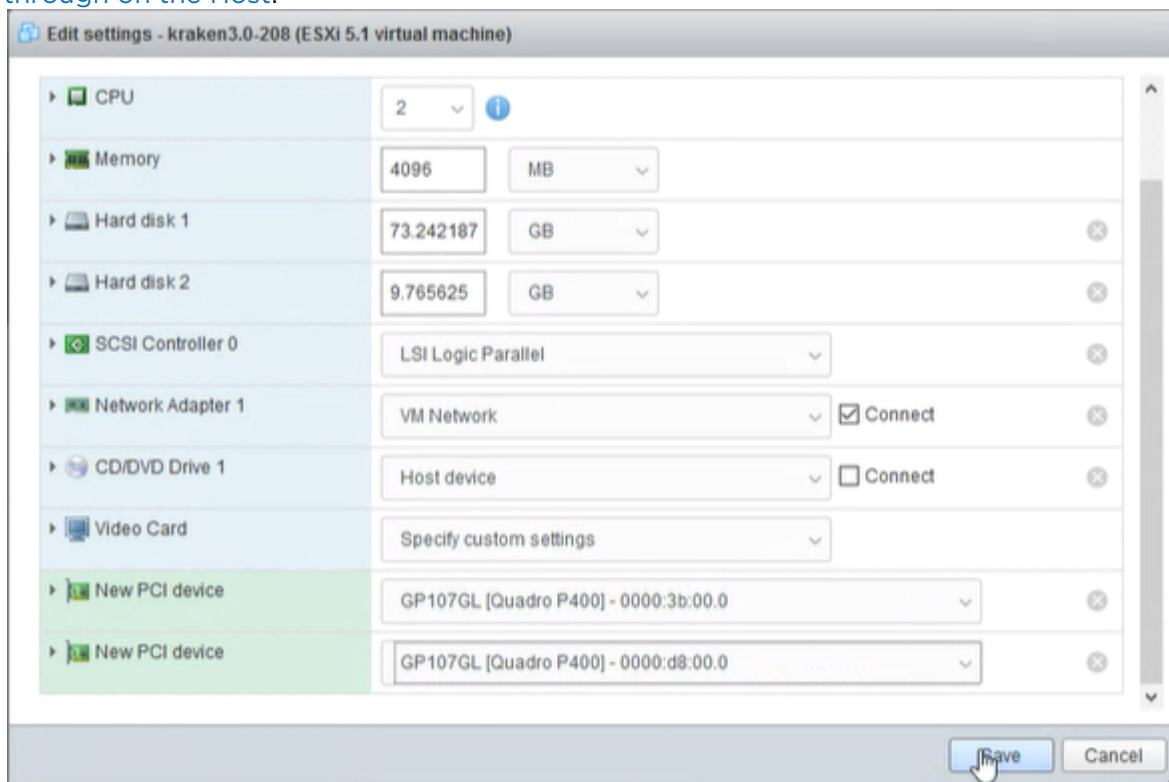 through on the Host.
Edit settings - kraken3.0-208 (ESXi 5.1 virtual machine)
CPU
2
Memory
4096 MB
Hard disk 1
73.242187 GB
Hard disk 2
9.765625 GB
SCSI Controller 0
LSI Logic Parallel
Network Adapter 1
VM Network Connect
CD/DVD Drive 1
Host device Connect
Video Card
Specify custom settings
New PCI device
GP107GL [Quadro P400] - 0000:3b:00.0
New PCI device
GP107GL [Quadro P400] - 0000:d8:00.0
Save Cancel